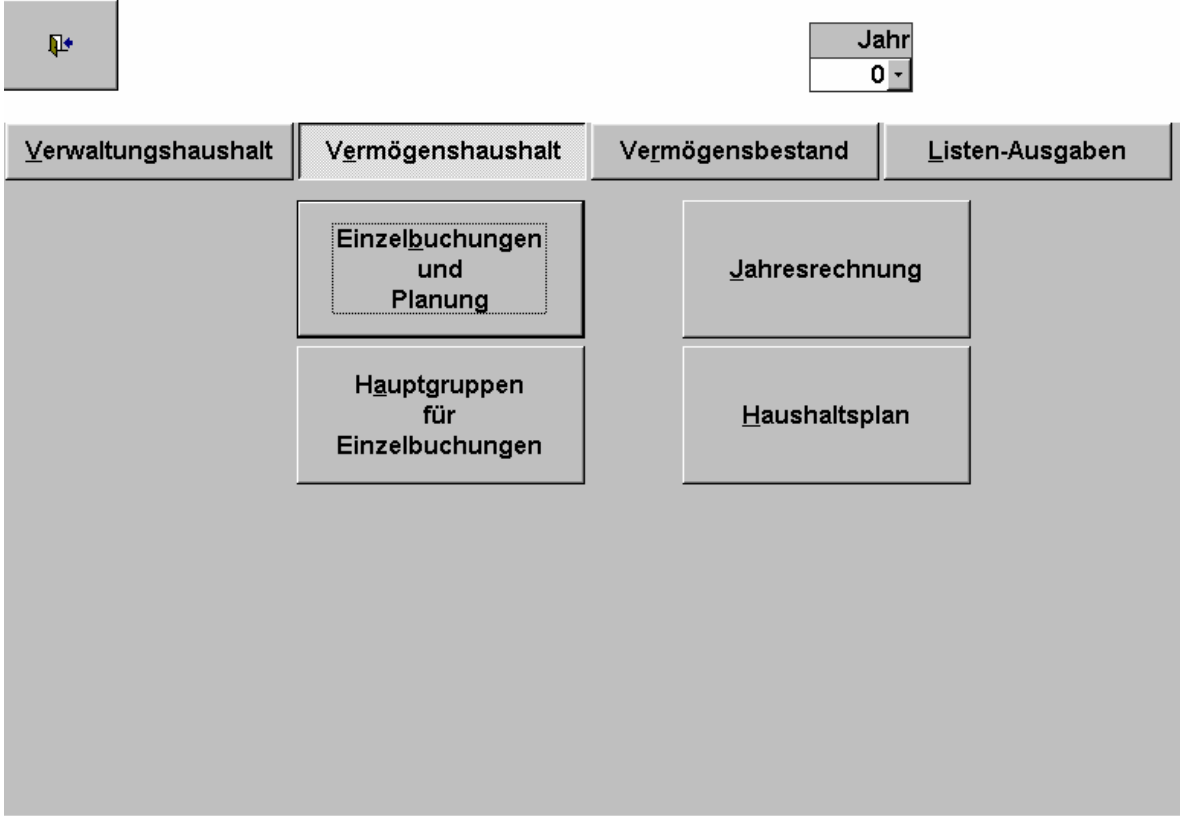 Jahr
0
Verwaltungshaushalt
Vermögenshaushalt
Vermögensbestand
Listen-Ausgaben
Einzelbuchungen
und
Planung
Jahresrechnung
Hauptgruppen
für
Einzelbuchungen
Haushaltsplan